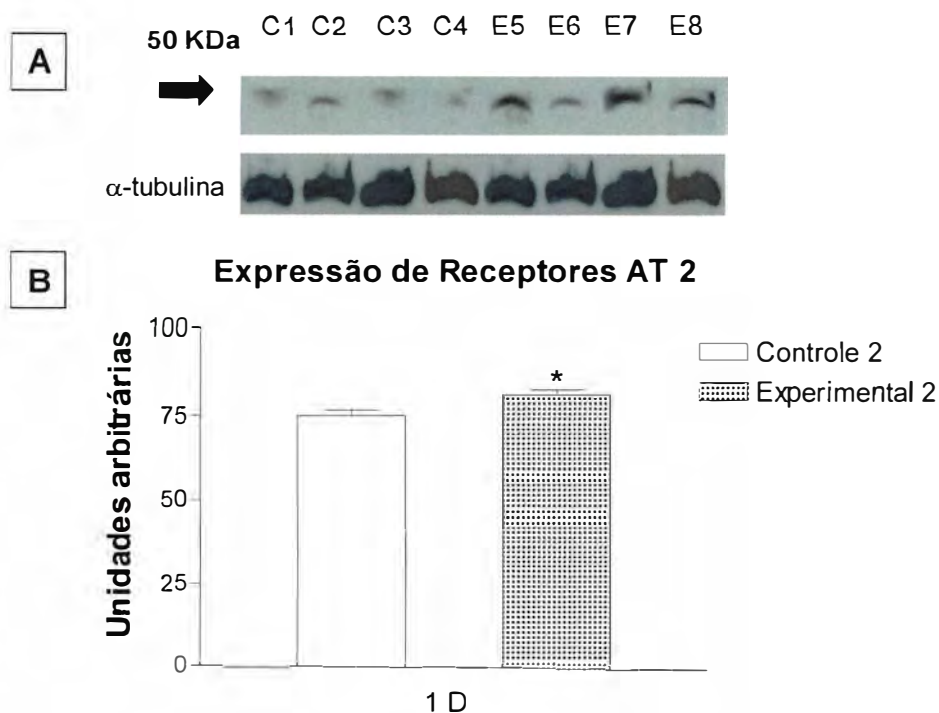 A
50 KDa
C1 C2 C3 C4 E5 E6 E7 E8
α-tubulina
B
Expressão de Receptores AT 2
Unidades arbitrárias
100
75
50
25
0
*
Controle 2
Experimental 2
1 D